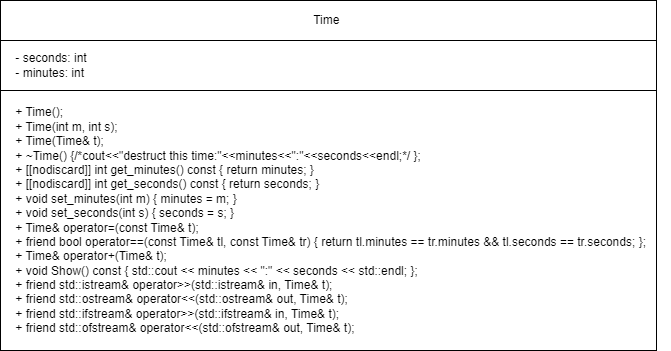 Time
- seconds: int
- minutes: int
+ Time();
+ Time(int m, int s);
+ Time(Time& t);
+ ~Time() {/*cout<<"destruct this time:"<<minutes<<":"<<seconds<<endl;*/ };
+ [[nodiscard]] int get_minutes() const { return minutes; }
+ [[nodiscard]] int get_seconds() const { return seconds; }
+ void set_minutes(int m) { minutes = m; }
+ void set_seconds(int s) { seconds = s; }
+ Time& operator=(const Time& t);
+ friend bool operator==(const Time& tl, const Time& tr) { return tl.minutes == tr.minutes && tl.seconds == tr.seconds; };
+ Time& operator+(Time& t);
+ void Show() const { std::cout << minutes << ":" << seconds << std::endl; };
+ friend std::istream& operator>>(std::istream& in, Time& t);
+ friend std::ostream& operator<<(std::ostream& out, Time& t);
+ friend std::ifstream& operator>>(std::ifstream& in, Time& t);
+ friend std::ofstream& operator<<(std::ofstream& out, Time& t);